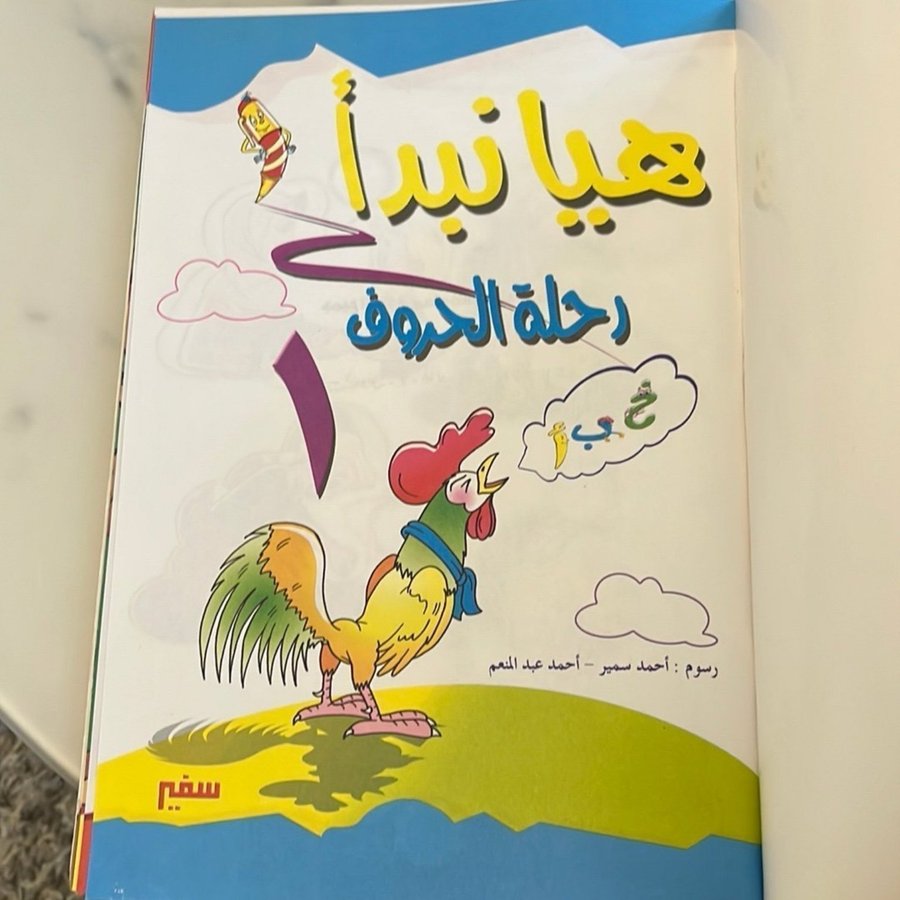 هيا نبدأ
رحلة الحروف
١
أ ب
رسوم : أحمد سمير - أحمد عبد المنعم
سفير